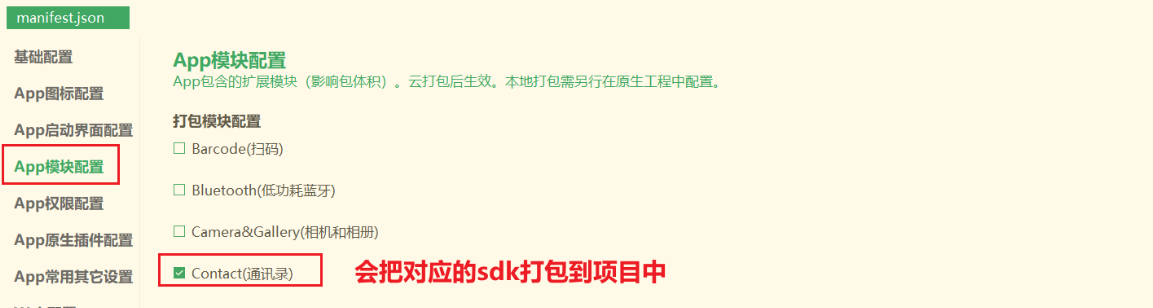 manifest.json
基础配置
App图标配置
App启动界面配置
App模块配置
App权限配置
App原生插件配置
App常用其它设置
App模块配置
App包含的扩展模块（影响包体积）。云打包后生效。本地打包需另行在原生工程中配置。
打包模块配置
Barcode(扫码)
Bluetooth(低功耗蓝牙)
Camera&Gallery(相机和相册)
Contact(通讯录)
会把对应的sdk打包到项目中